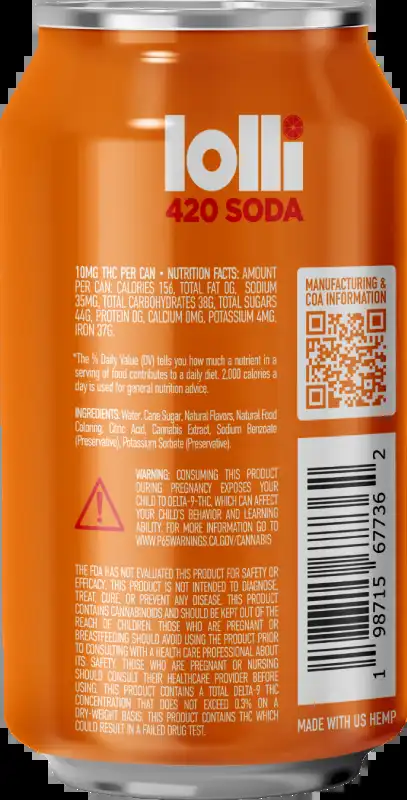 lolli
420 SODA
10MG THC PER CAN • NUTRITION FACTS: AMOUNT
PER CAN: CALORIES 156, TOTAL FAT 0G, SODIUM
35MG, TOTAL CARBOHYDRATES 38G, TOTAL SUGARS
44G, PROTEIN 0G, CALCIUM 0MG, POTASSIUM 4MG,
IRON 37G.
*The % Daily Value (DV) tells you how much a nutrient in a
serving of food contributes to a daily diet. 2,000 calories a
day is used for general nutrition advice.
INGREDIENTS: Water, Cane Sugar, Natural Flavors, Natural Food
Coloring: Citric Acid, Cannabis Extract, Sodium Benzoate
(Preservative), Potassium Sorbate (Preservative).
WARNING: CONSUMING THIS PRODUCT
DURING PREGNANCY EXPOSES YOUR
CHILD TO DELTA-9-THC, WHICH CAN AFFECT
YOUR CHILD'S BEHAVIOR AND LEARNING
ABILITY. FOR MORE INFORMATION GO TO
WWW.P65WARNINGS.CA.GOV/CANNABIS
THE FDA HAS NOT EVALUATED THIS PRODUCT FOR SAFETY OR
EFFICACY. THIS PRODUCT IS NOT INTENDED TO DIAGNOSE,
TREAT, CURE, OR PREVENT ANY DISEASE. THIS PRODUCT
CONTAINS CANNABINOIDS AND SHOULD BE KEPT OUT OF THE
REACH OF CHILDREN. THOSE WHO ARE PREGNANT OR
BREASTFEEDING SHOULD AVOID USING THE PRODUCT PRIOR
TO CONSULTING WITH A HEALTH CARE PROFESSIONAL ABOUT
ITS SAFETY. THOSE WHO ARE PREGNANT OR NURSING
SHOULD CONSULT THEIR HEALTHCARE PROVIDER BEFORE
USING. THIS PRODUCT CONTAINS A TOTAL DELTA-9 THC
CONCENTRATION THAT DOES NOT EXCEED 0.3% ON A
DRY-WEIGHT BASIS. THIS PRODUCT CONTAINS THC WHICH
COULD RESULT IN A FAILED DRUG TEST.
MANUFACTURING &
COA INFORMATION
1 98715 67736 2
MADE WITH US HEMP